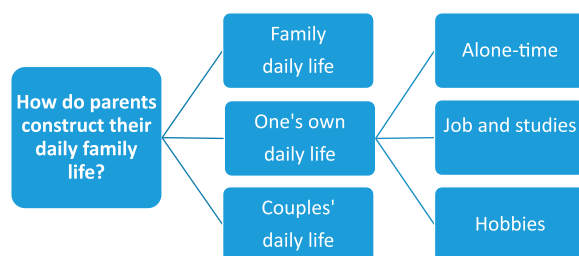 How do parents
construct their
daily family
life?
Family
daily life
One's own
daily life
Couples'
daily life
Alone-time
Job and studies
Hobbies